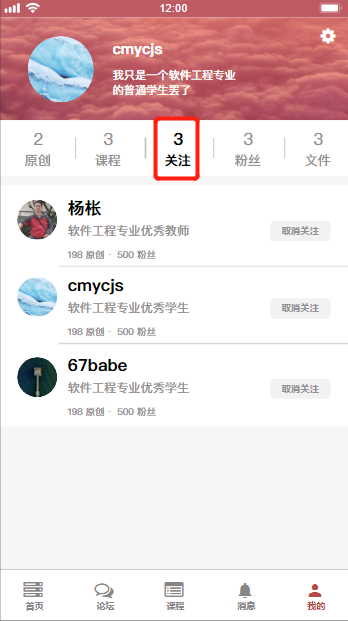 12:00
cmycjs
我只是一个软件工程专业
的普通学生罢了
2 3 3 3 3
原创 课程 关注 粉丝 文件
杨枨
软件工程专业优秀教师
取消关注
198 原创 · 500 粉丝
cmycjs
软件工程专业优秀学生
取消关注
198 原创 · 500 粉丝
67babe
软件工程专业优秀学生
取消关注
198 原创 · 500 粉丝
首页 论坛 课程 消息 我的